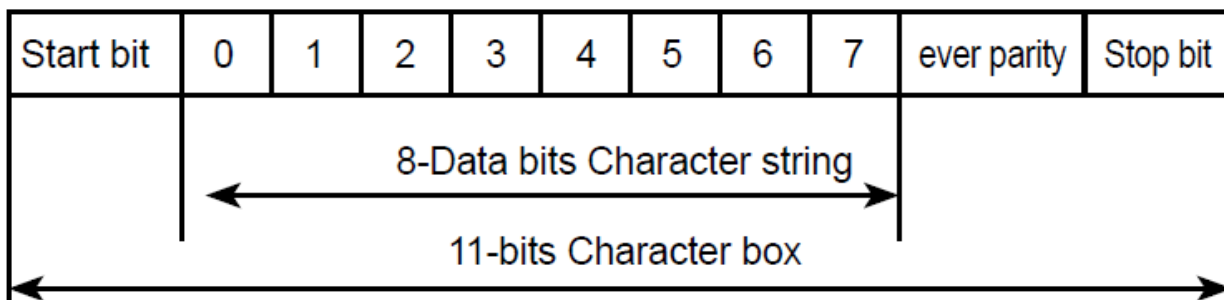 Start bit 0 1 2 3 4 5 6 7 ever parity Stop bit
8-Data bits Character string
11-bits Character box